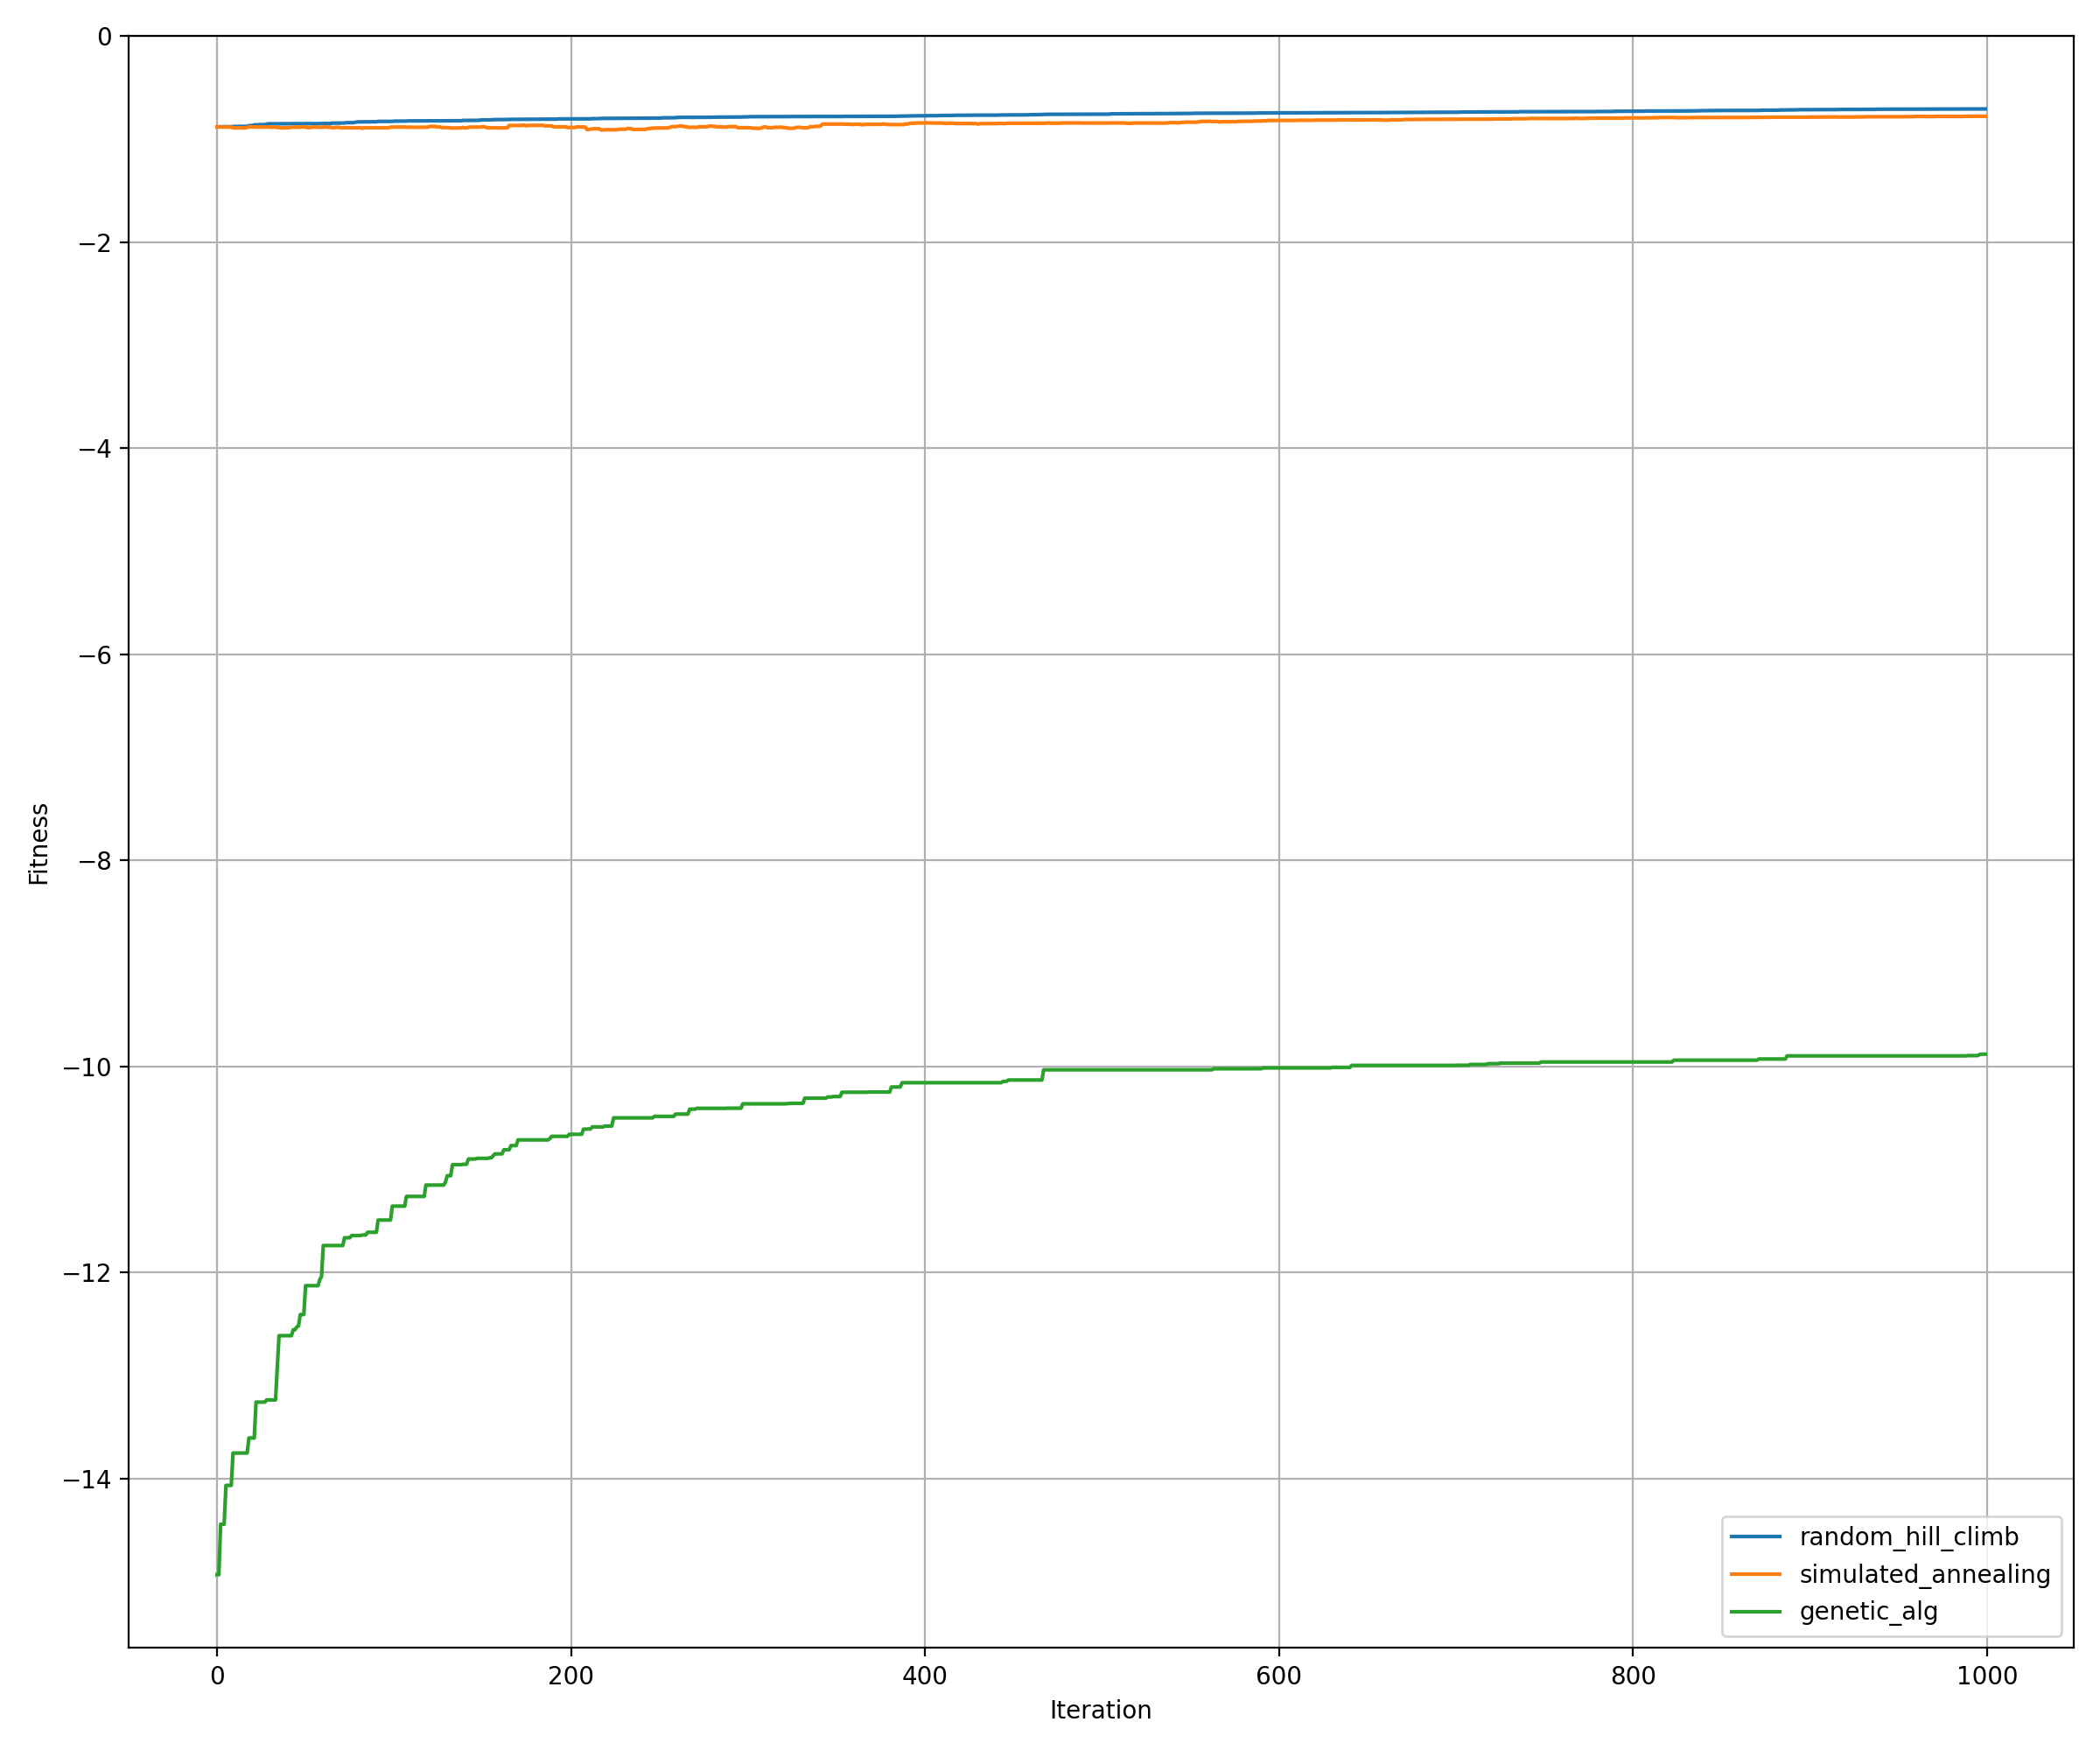 0
−2
−4
−6
−8
−10
−12
−14
Fitness
0 200 400 600 800 1000
Iteration
random_hill_climb
simulated_annealing
genetic_alg